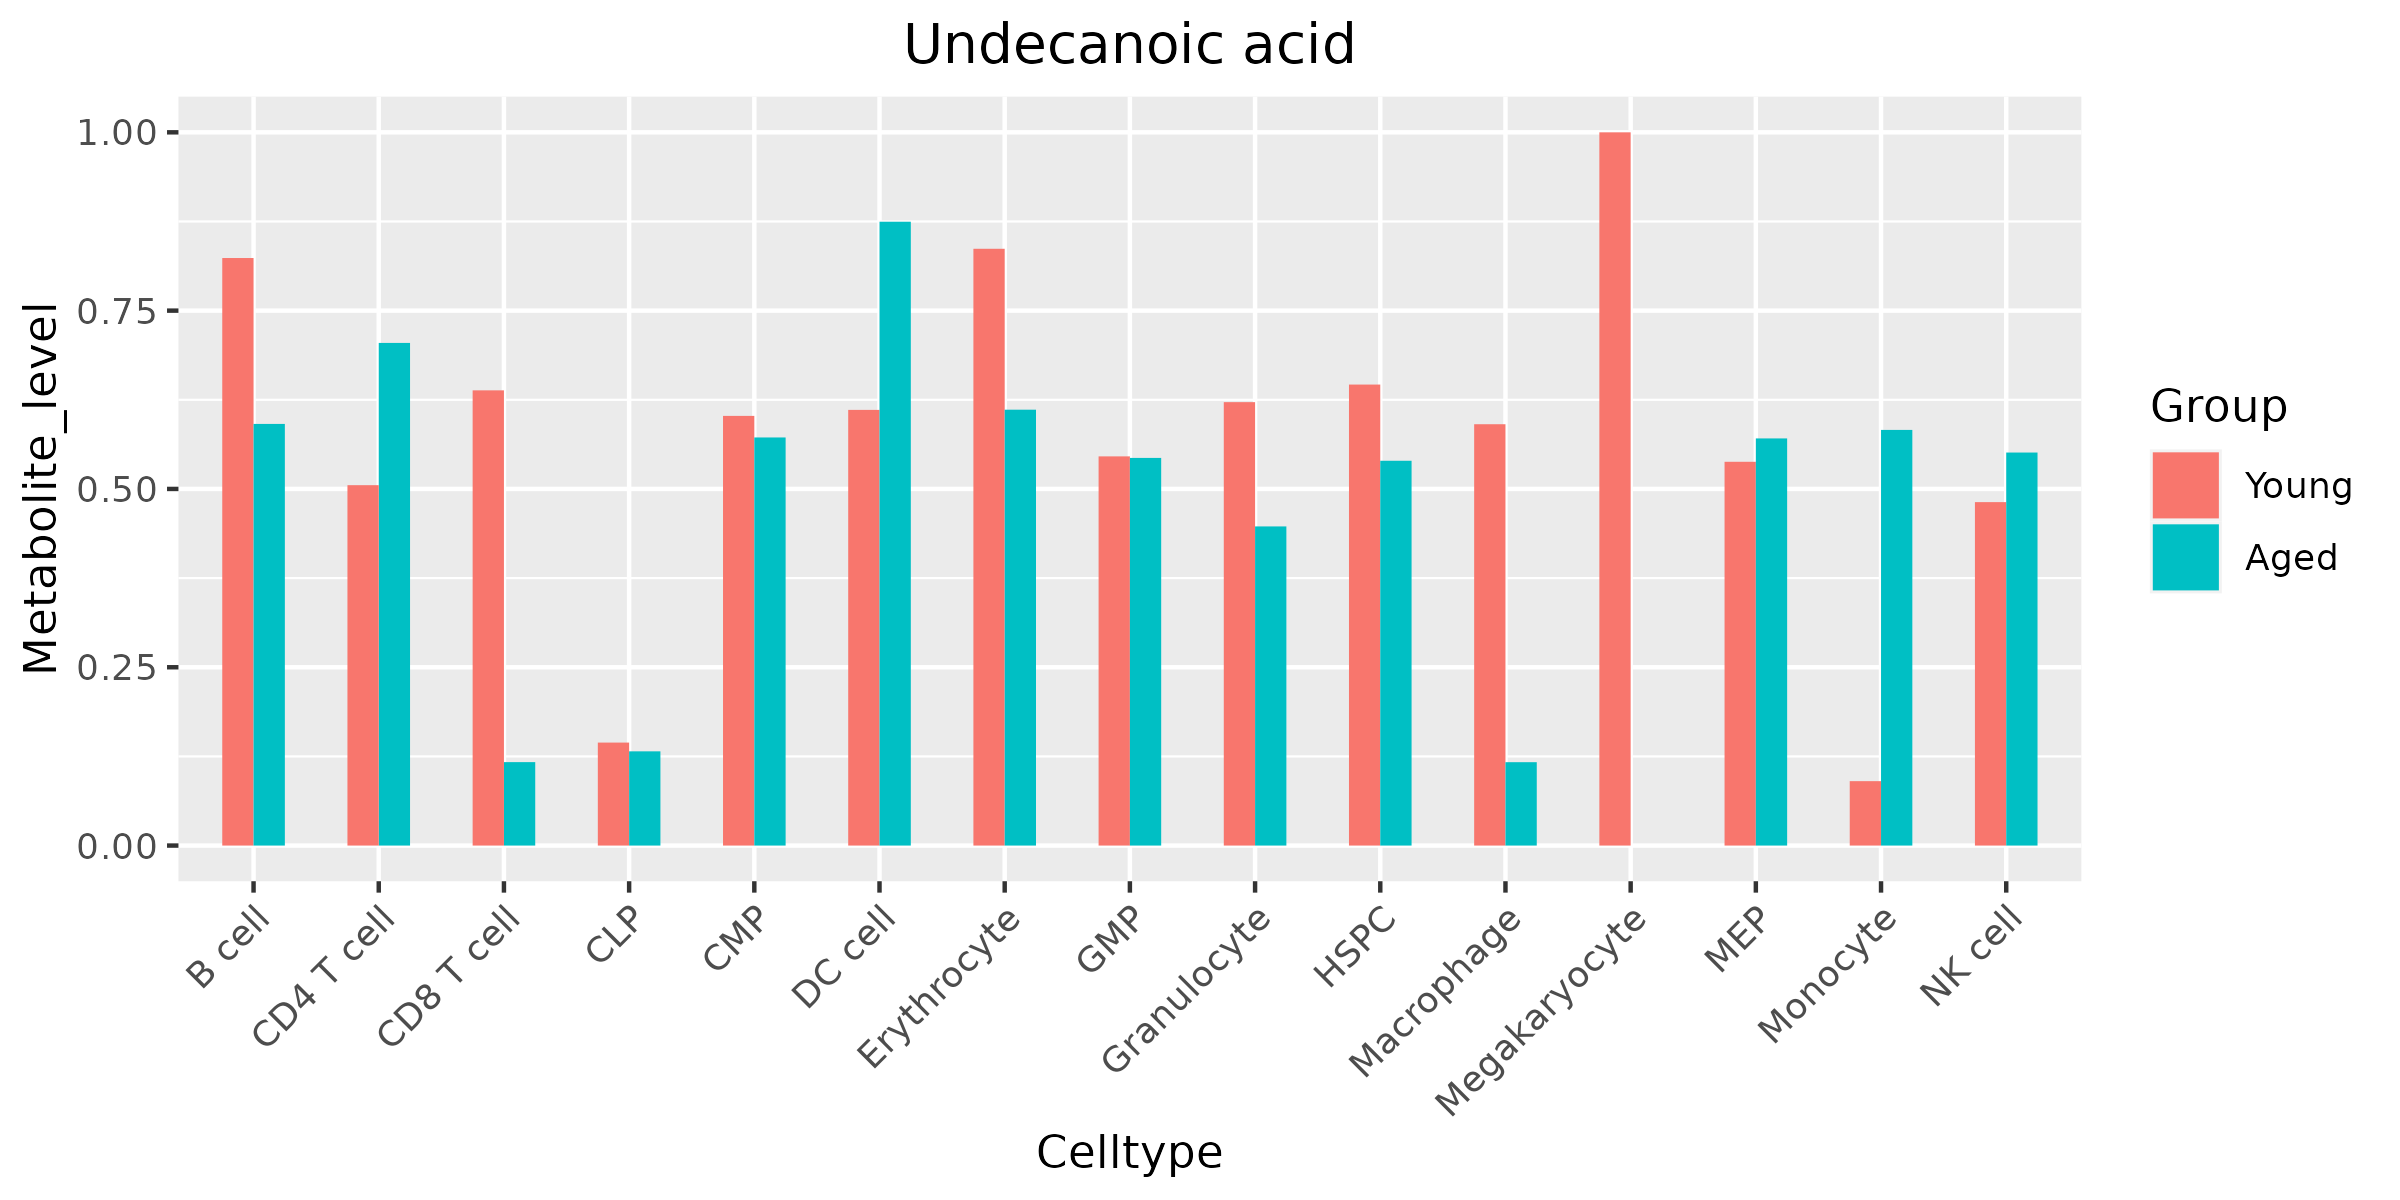 Undecanoic acid
Metabolite_level
1.00
0.75
0.50
0.25
0.00
B cell
CD4 T cell
CD8 T cell
CLP
CMP
DC cell
Erythrocyte
GMP
Granulocyte
HSPC
Macrophage
Megakaryocyte
MEP
Monocyte
NK cell
Celltype
Group
Young
Aged